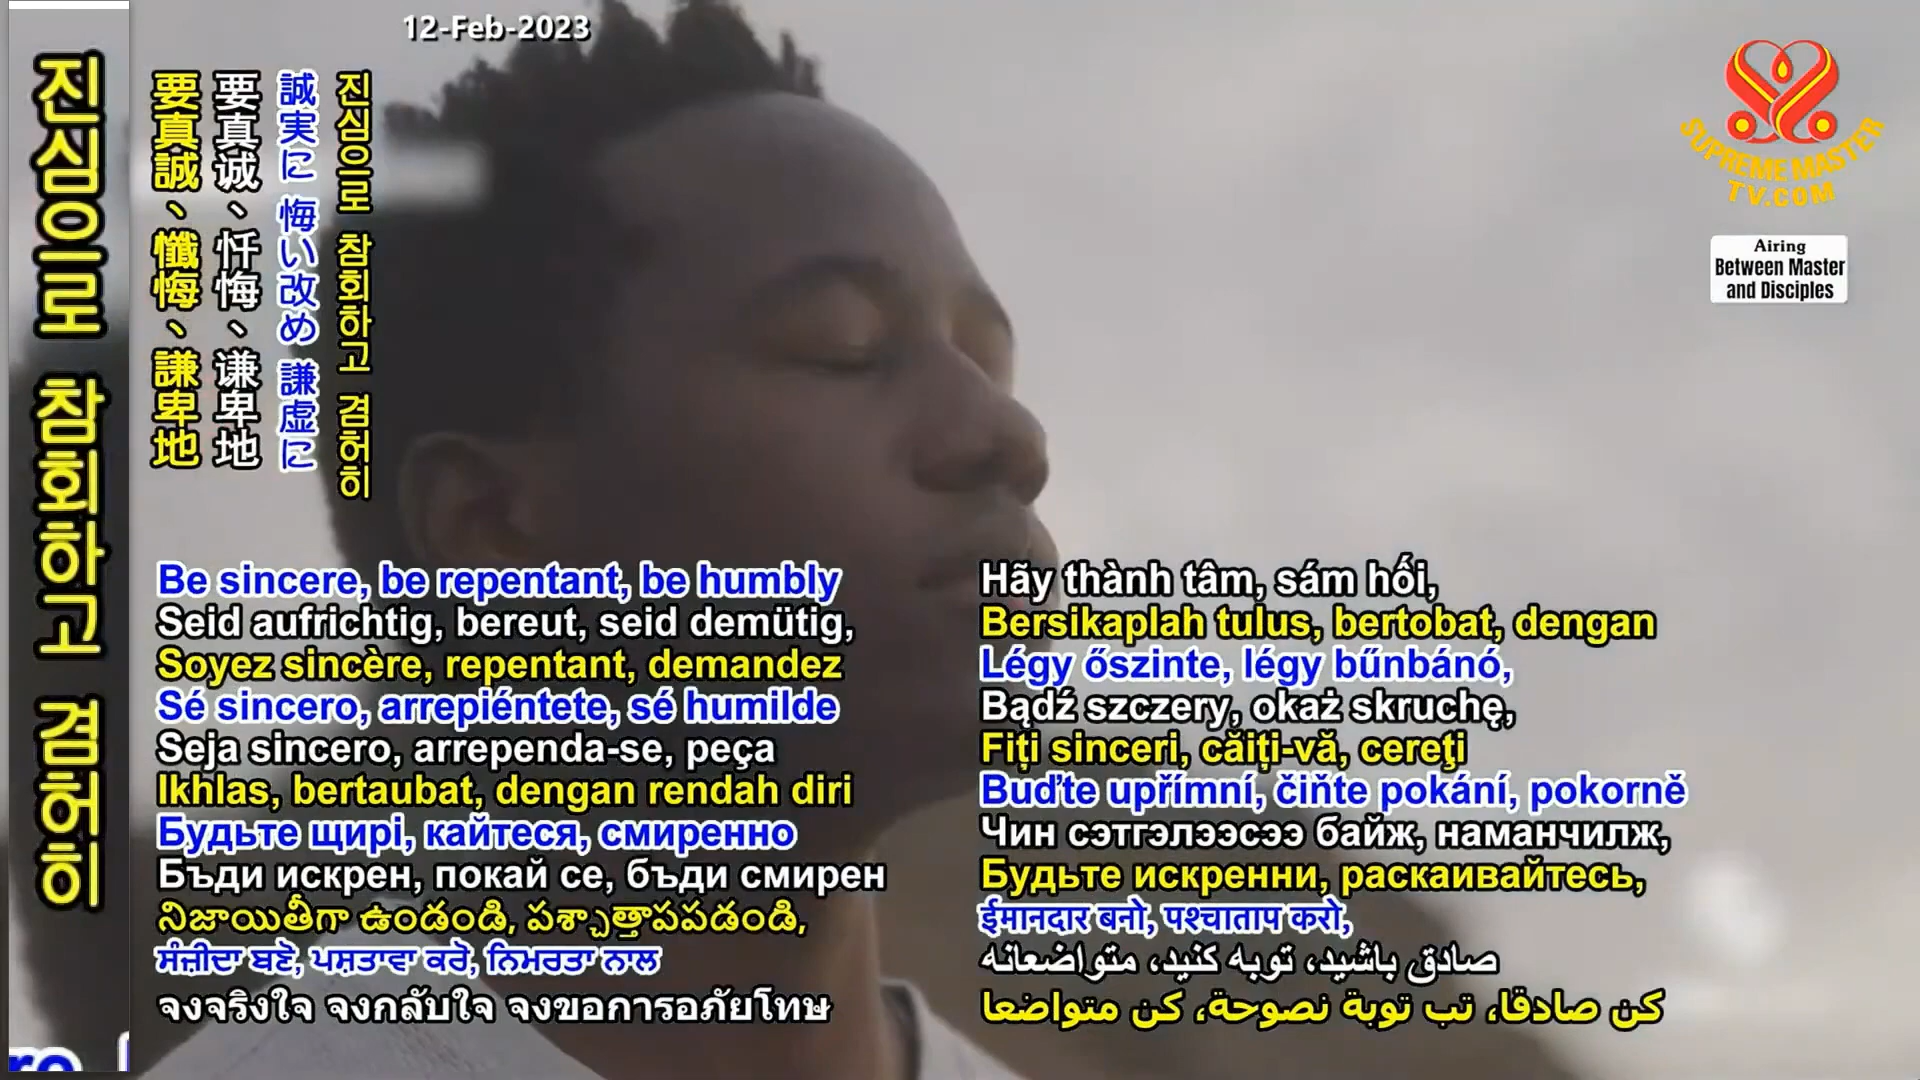 12-Feb-2023
진심으로 참회하고 겸허히
要真誠、懺悔、謙卑地
要真诚、忏悔、谦卑地
誠実に 悔い改め 謙虚に
진심으로 참회하고 겸허히
SUPREME MASTER
TV.COM
Airing
Between Master
and Disciples
Be sincere, be repentant, be humbly
Seid aufrichtig, bereut, seid demütig,
Soyez sincère, repentant, demandez
Sé sincero, arrepiéntete, sé humilde
Seja sincero, arrependa-se, peça
Ikhlas, bertaubat, dengan rendah diri
Будьте щирі, кайтеся, смиренно
Бъди искрен, покай се, бъди смирен
నిజాయితీగా ఉండండి, పశ్చాత్తాపపడండి,
ਸੰਜੀਦਾ ਬਣੋ, ਪਸ਼ਤਾਵਾ ਕਰੋ, ਨਿਮਰਤਾ ਨਾਲ
จงจริงใจ จงกลับใจ จงขอการอภัยโทษ
Hãy thành tâm, sám hối,
Bersikaplah tulus, bertobat, dengan
Légy őszinte, légy bűnbánó,
Bądź szczery, okaż skruchę,
Fiți sinceri, căiți-vă, cereţi
Buďte upřímní, čiňte pokání, pokorně
Чин сэтгэлээсээ байж, наманчилж,
Будьте искренни, раскаивайтесь,
ईमानदार बनो, पश्चाताप करो,
صادق باشید، توبه کنید، متواضعانه
كن صادقا، تب توبة نصوحة، كن متواضعا